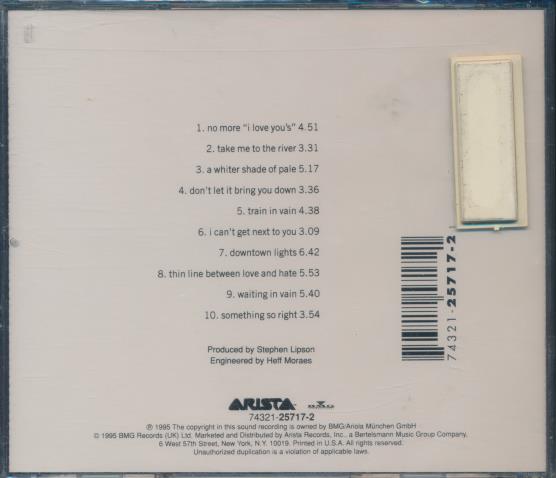 1. no more "i love you's" 4.51
2. take me to the river 3.31
3. a whiter shade of pale 5.17
4. don't let it bring you down 3.36
5. train in vain 4.38
6. i can't get next to you 3.09
7. downtown lights 6.42
8. thin line between love and hate 5.53
9. waiting in vain 5.40
10. something so right 3.54
Produced by Stephen Lipson
Engineered by Heff Moraes
74321-25717-2
ARISTA BMG
74321-25717-2
℗ 1995 The copyright in this sound recording is owned by BMG/Ariola München GmbH
© 1995 BMG Records (UK) Ltd. Marketed and Distributed by Arista Records, Inc., a Bertelsmann Music Group Company,
6 West 57th Street, New York, N.Y. 10019. Printed in U.S.A. All rights reserved.
Unauthorized duplication is a violation of applicable laws.